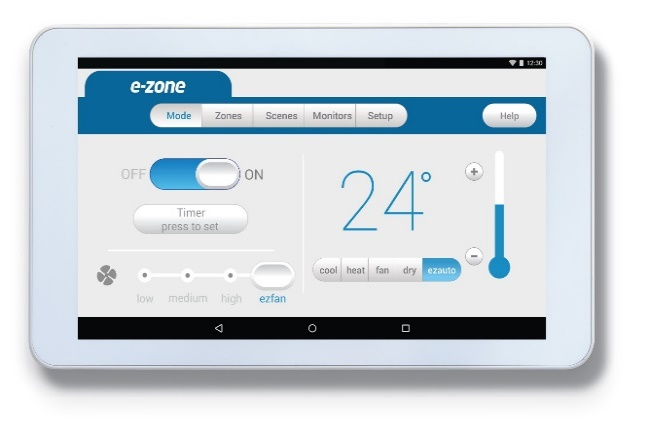 12:30
e-zone
Mode Zones Scenes Monitors Setup Help
OFF ON
24°
Timer
press to set
cool heat fan dry ezauto
low medium high ezfan